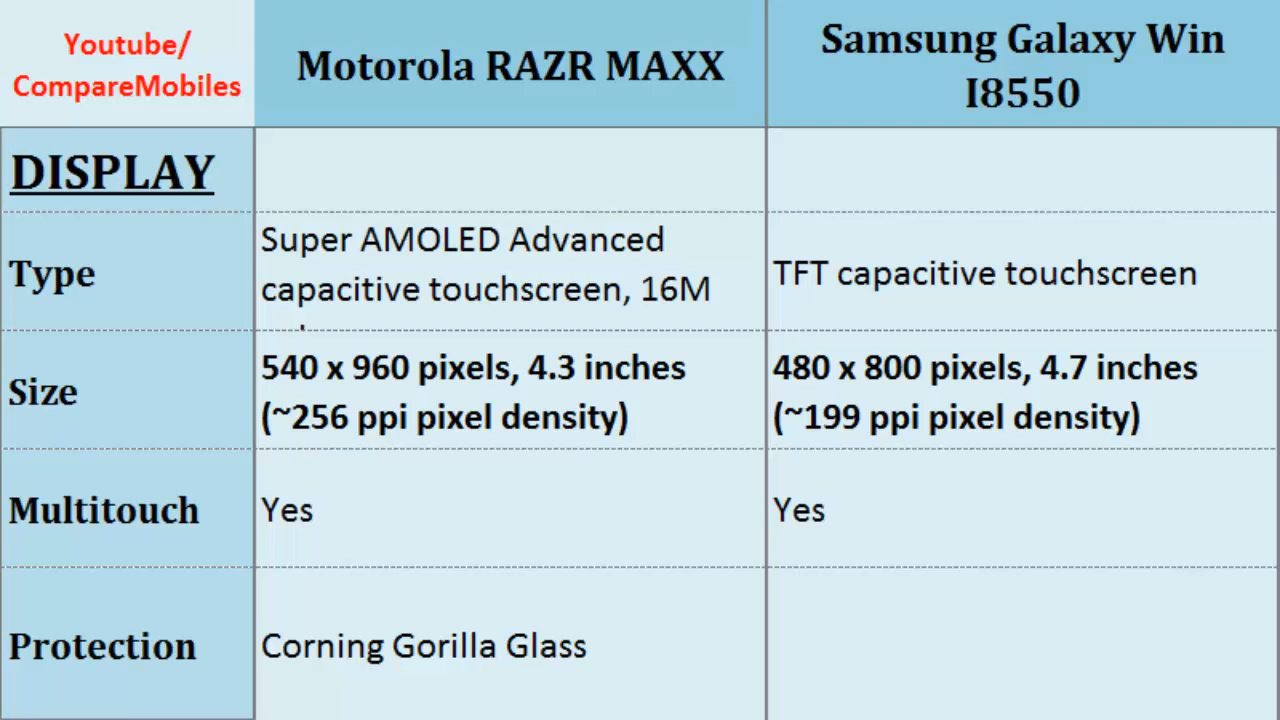 Youtube/
CompareMobiles
Motorola RAZR MAXX
Samsung Galaxy Win
I8550
DISPLAY
Type
Super AMOLED Advanced
capacitive touchscreen, 16M
TFT capacitive touchscreen
Size
540 x 960 pixels, 4.3 inches
(~256 ppi pixel density)
480 x 800 pixels, 4.7 inches
(~199 ppi pixel density)
Multitouch
Yes
Yes
Protection
Corning Gorilla Glass